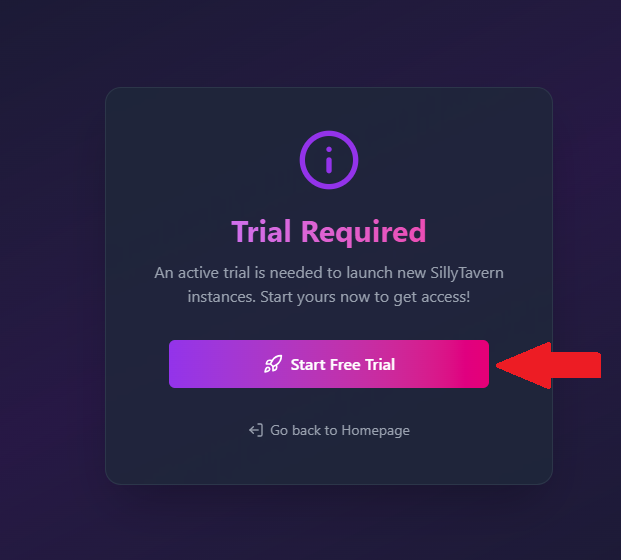 Trial Required
An active trial is needed to launch new SillyTavern
instances. Start yours now to get access!
Start Free Trial
Go back to Homepage